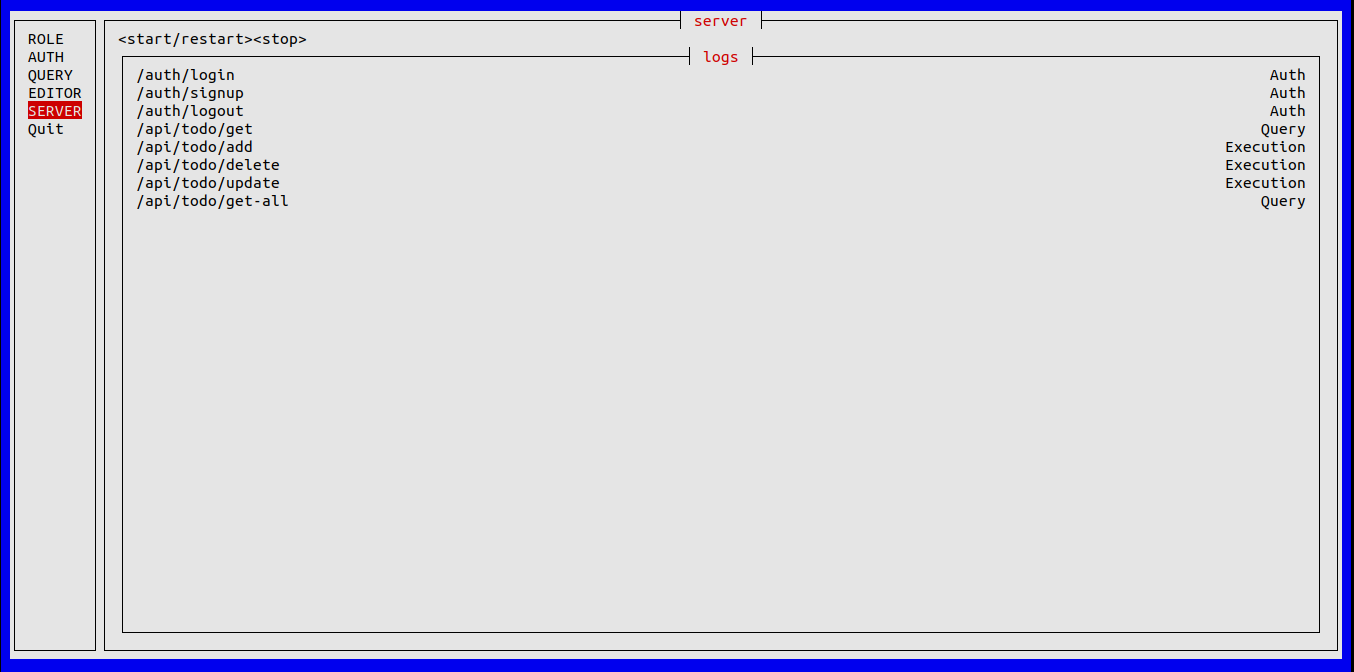 server
ROLE
AUTH
QUERY
EDITOR
SERVER
Quit
<start/restart><stop>
logs
/auth/login Auth
/auth/signup Auth
/auth/logout Auth
/api/todo/get Query
/api/todo/add Execution
/api/todo/delete Execution
/api/todo/update Execution
/api/todo/get-all Query